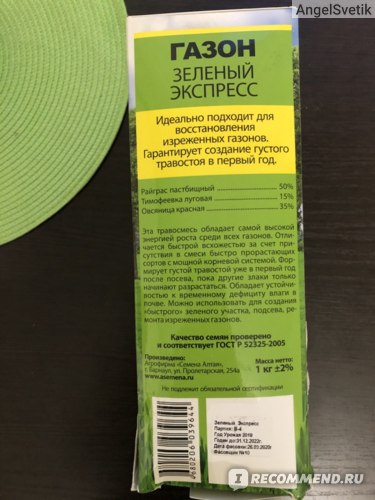 AngelSvetik
ГАЗОН
ЗЕЛЕНЫЙ
ЭКСПРЕСС
Идеально подходит для
восстановления
изреженных газонов.
Гарантирует создание густого
травостоя в первый год.
Райграс пастбищный 50%
Тимофеевка луговая 15%
Овсяница красная 35%
Эта травосмесь обладает самой высокой
энергией роста среди всех газонов. От-
личается быстрой всхожестью за счет при-
сутствия в смеси быстро прорастающих
сортов с мощной корневой системой. Фор-
мирует густой травостой уже в первый год
после посева, пока другие злаки только
начинают разрастаться. Обладает устойчи-
востью к временному дефициту влаги в
почве. Можно использовать для создания
«быстрого» зеленого участка, подсева, ре-
монта изреженных газонов.
Качество семян проверено
и соответствует ГОСТ Р 52325-2005
Произведено:
Агрофирма «Семена Алтая»,
г. Барнаул, ул. Пролетарская, 254а
www.asemena.ru
Масса нетто:
1 кг ±2%
Не подлежит обязательной сертификации
Зеленый Экспресс
Партия: В-4
Год Урожая 2019
Годен до:31.12.2022г.
Дата фасовки:26.03.2020г.
Фасовщик №10
4680206039644
IRECOMMEND.RU